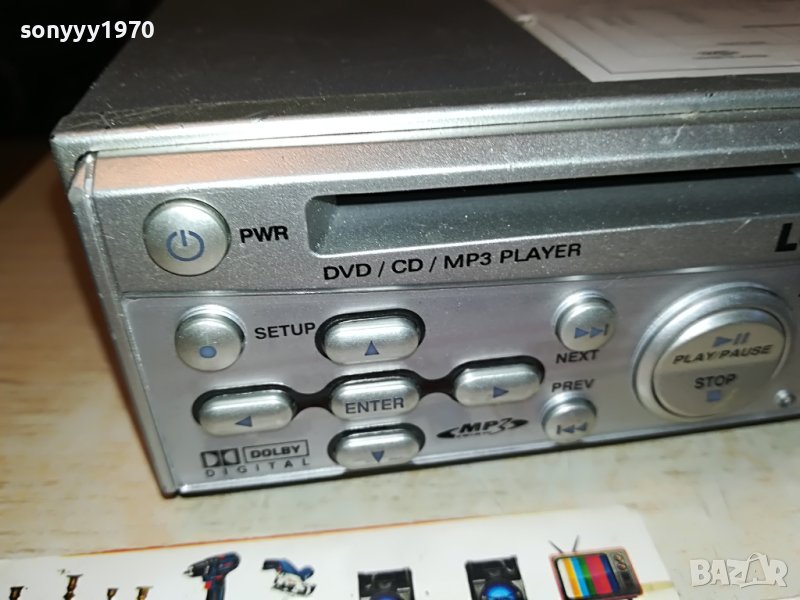 sonyyy1970
PWR
L
DVD / CD / MP3 PLAYER
SETUP
NEXT
PLAY/PAUSE
STOP
PREV
ENTER
MP3
DOLBY
DIGITAL
BAZAR